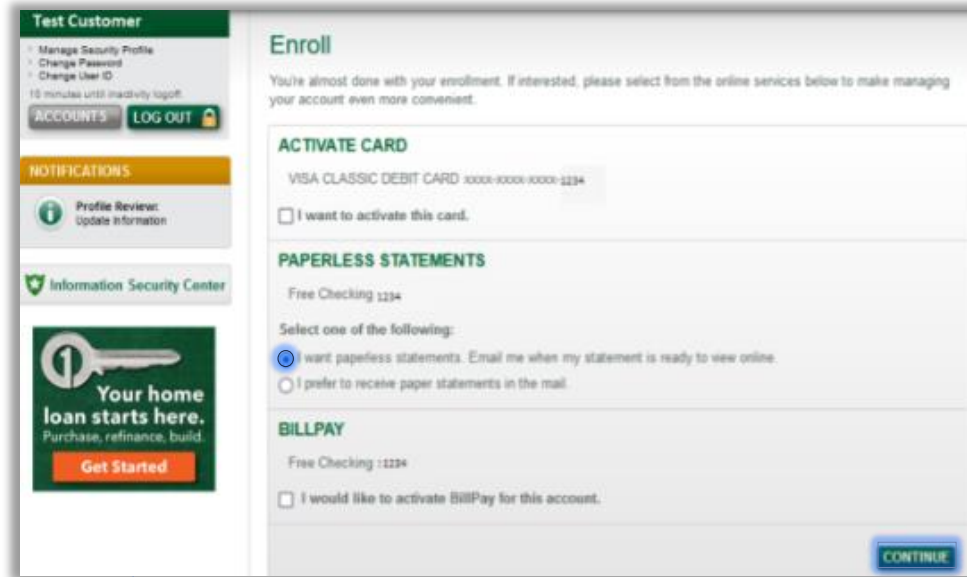 Test Customer
Manage Security Profile
Change Password
Change User ID
10 minutes until inactivity logoff.
ACCOUNTS
LOG OUT
NOTIFICATIONS
Profile Review:
Update Information
Information Security Center
1
Your home
loan starts here.
Purchase, refinance, build.
Get Started
Enroll
You're almost done with your enrollment. If interested, please select from the online services below to make managing
your account even more convenient.
ACTIVATE CARD
VISA CLASSIC DEBIT CARD xxxx-xxxx-xxxx-1234
I want to activate this card.
PAPERLESS STATEMENTS
Free Checking 1234
Select one of the following:
I want paperless statements. Email me when my statement is ready to view online.
I prefer to receive paper statements in the mail.
BILLPAY
Free Checking :1234
I would like to activate BillPay for this account.
CONTINUE